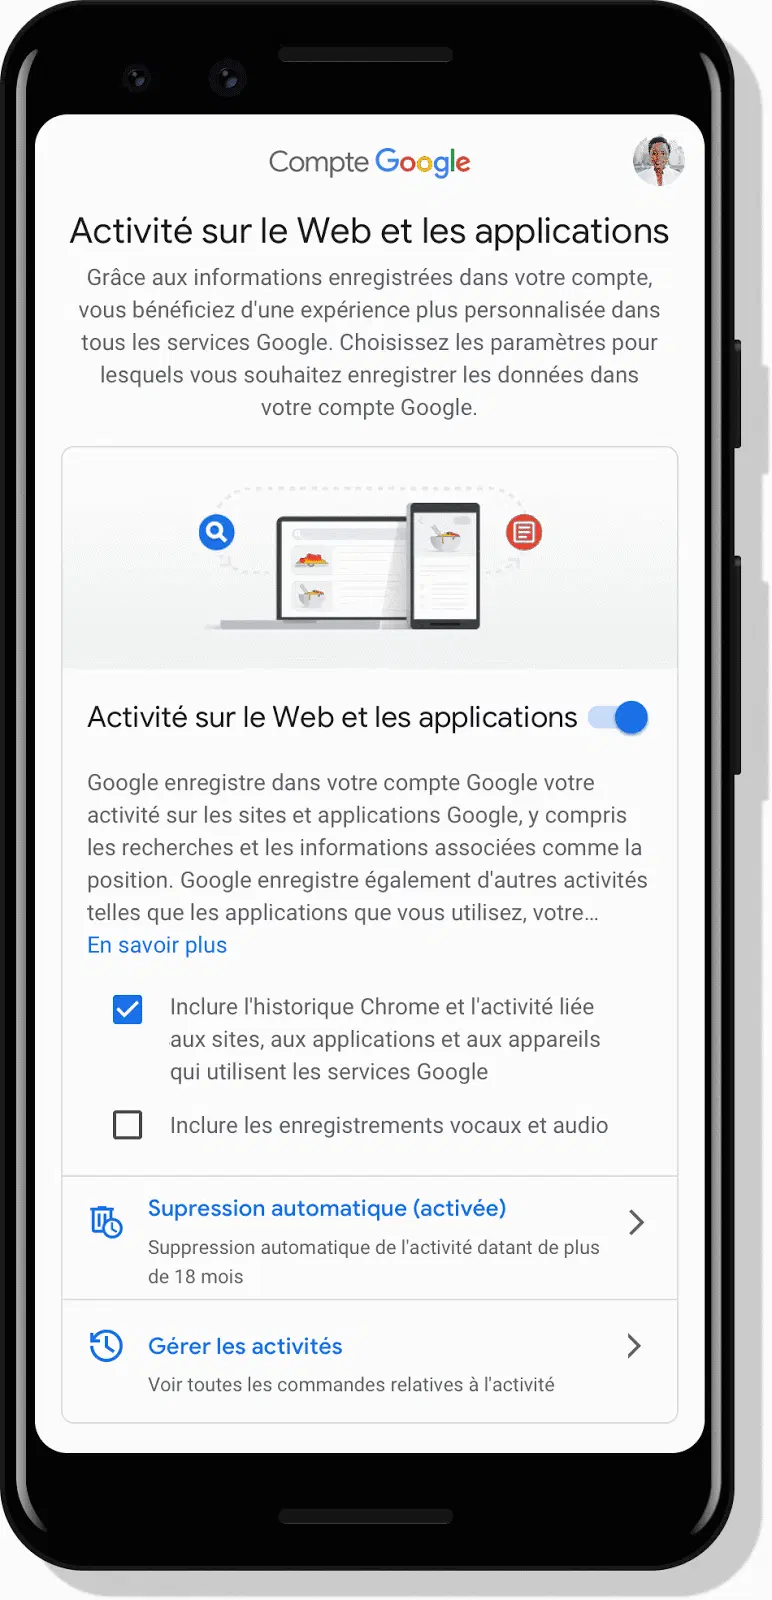 Compte Google
Activité sur le Web et les applications
Grâce aux informations enregistrées dans votre compte,
vous bénéficiez d'une expérience plus personnalisée dans
tous les services Google. Choisissez les paramètres pour
lesquels vous souhaitez enregistrer les données dans
votre compte Google.
Activité sur le Web et les applications
Google enregistre dans votre compte Google votre
activité sur les sites et applications Google, y compris
les recherches et les informations associées comme la
position. Google enregistre également d'autres activités
telles que les applications que vous utilisez, votre...
En savoir plus
Inclure l'historique Chrome et l'activité liée
aux sites, aux applications et aux appareils
qui utilisent les services Google
Inclure les enregistrements vocaux et audio
Supression automatique (activée)
Suppression automatique de l'activité datant de plus
de 18 mois
Gérer les activités
Voir toutes les commandes relatives à l'activité